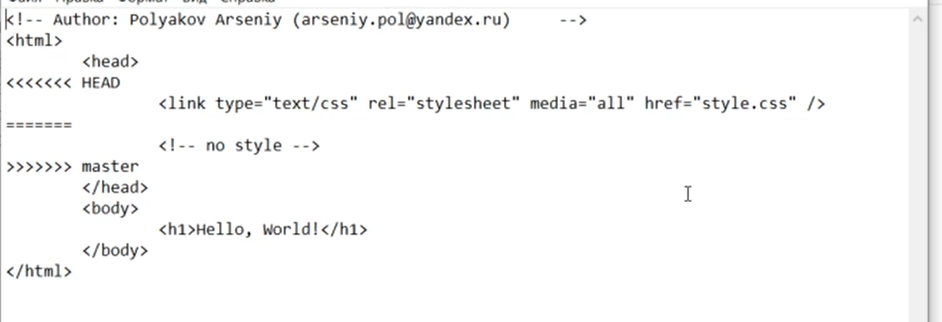 <!-- Author: Polyakov Arseniy (arseniy.pol@yandex.ru)     -->
<html>
        <head>
<<<<<<< HEAD
                <link type="text/css" rel="stylesheet" media="all" href="style.css" />
=======
                <!-- no style -->
>>>>>>> master
        </head>
        <body>
                <h1>Hello, World!</h1>
        </body>
</html>